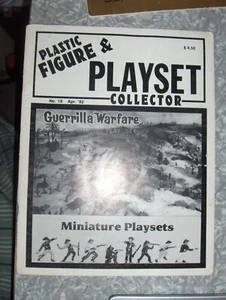 PLASTIC
FIGURE &
$4.50
PLAYSET
COLLECTOR
No. 18 Apr. '92
Guerrilla Warfare
Miniature Playsets